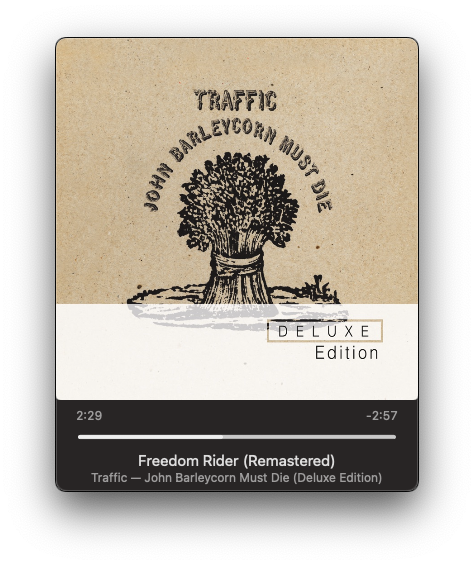 TRAFFIC
JOHN BARLEYCORN MUST DIE
DELUXE
Edition
2:29
-2:57
Freedom Rider (Remastered)
Traffic — John Barleycorn Must Die (Deluxe Edition)